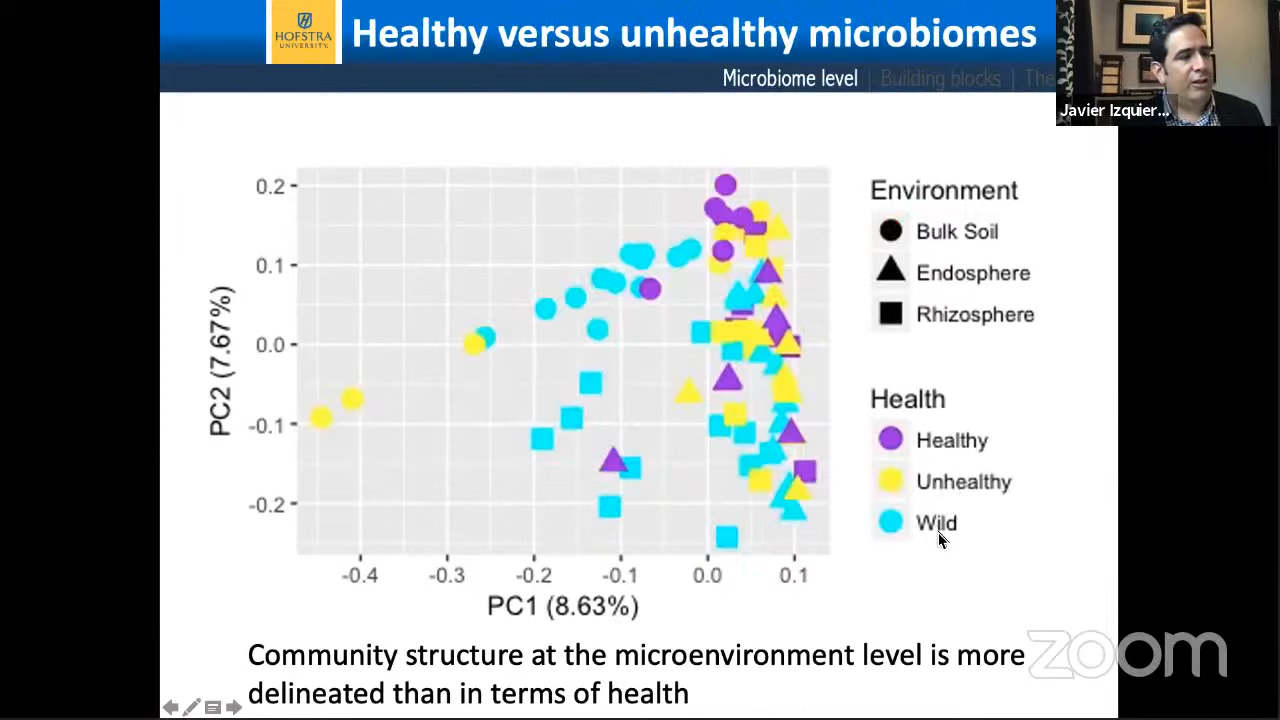 HOFSTRA
UNIVERSITY.
Healthy versus unhealthy microbiomes
Microbiome level | Building blocks | The
Javier Izquier...
0.2
0.1
0.0
-0.1
-0.2
PC2 (7.67%)
-0.4 -0.3 -0.2 -0.1 0.0 0.1
PC1 (8.63%)
Environment
Bulk Soil
Endosphere
Rhizosphere
Health
Healthy
Unhealthy
Wild
Community structure at the microenvironment level is more
delineated than in terms of health
zoom